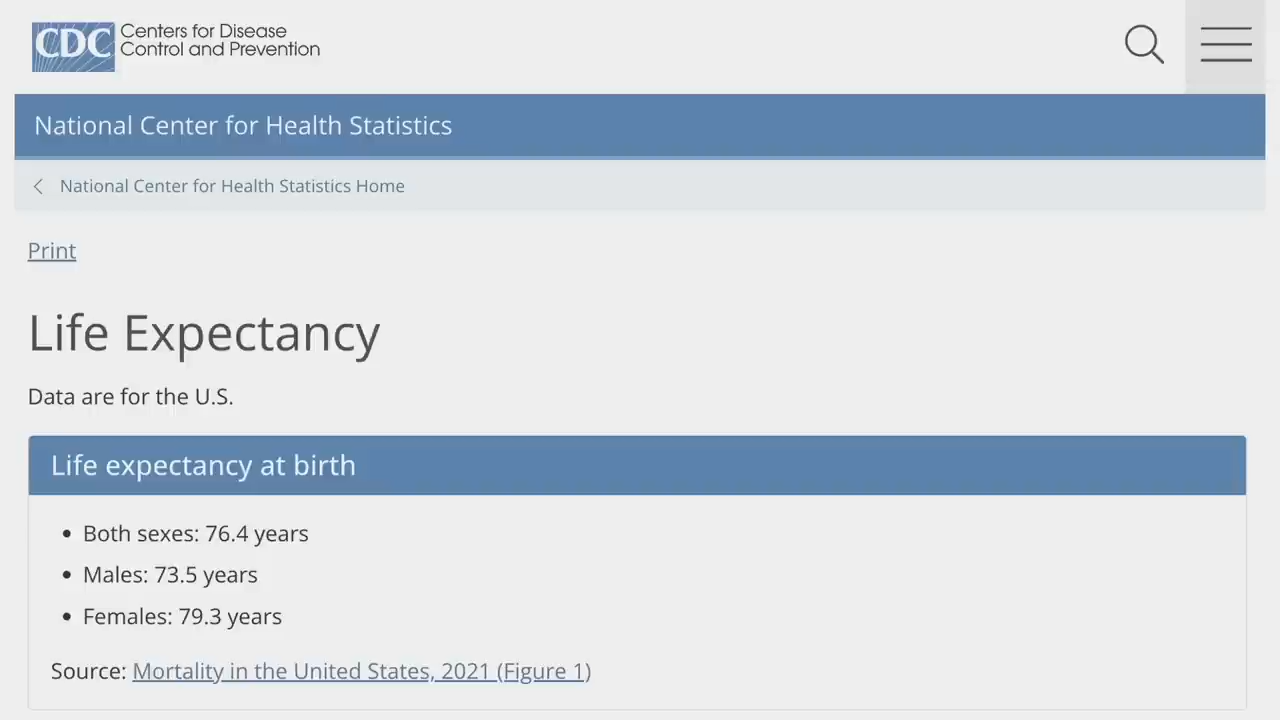 CDC
Centers for Disease
Control and Prevention
National Center for Health Statistics
National Center for Health Statistics Home
Print
Life Expectancy
Data are for the U.S.
Life expectancy at birth
Both sexes: 76.4 years
Males: 73.5 years
Females: 79.3 years
Source: Mortality in the United States, 2021 (Figure 1)